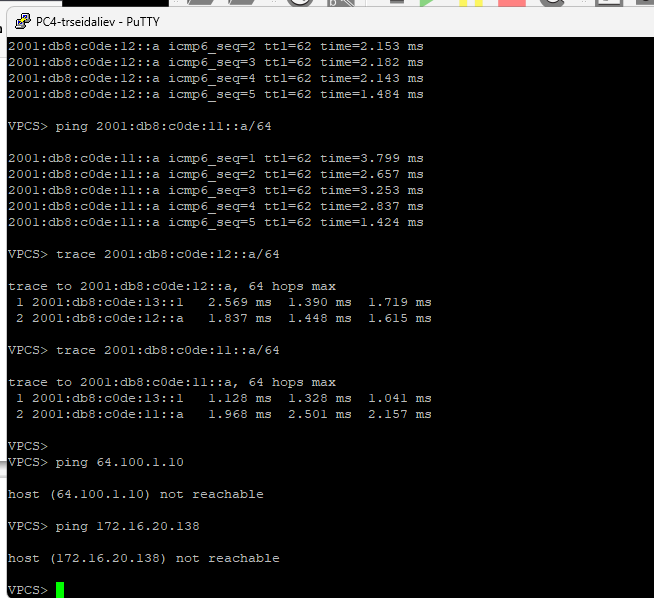 PC4-trseidaliev - PuTTY
2001:db8:c0de:12::a icmp6_seq=2 ttl=62 time=2.153 ms
2001:db8:c0de:12::a icmp6_seq=3 ttl=62 time=2.182 ms
2001:db8:c0de:12::a icmp6_seq=4 ttl=62 time=2.143 ms
2001:db8:c0de:12::a icmp6_seq=5 ttl=62 time=1.484 ms
VPCS> ping 2001:db8:c0de:11::a/64
2001:db8:c0de:11::a icmp6_seq=1 ttl=62 time=3.799 ms
2001:db8:c0de:11::a icmp6_seq=2 ttl=62 time=2.657 ms
2001:db8:c0de:11::a icmp6_seq=3 ttl=62 time=3.253 ms
2001:db8:c0de:11::a icmp6_seq=4 ttl=62 time=2.837 ms
2001:db8:c0de:11::a icmp6_seq=5 ttl=62 time=1.424 ms
VPCS> trace 2001:db8:c0de:12::a/64
trace to 2001:db8:c0de:12::a, 64 hops max
1 2001:db8:c0de:13::1 2.569 ms 1.390 ms 1.719 ms
2 2001:db8:c0de:12::a 1.837 ms 1.448 ms 1.615 ms
VPCS> trace 2001:db8:c0de:11::a/64
trace to 2001:db8:c0de:11::a, 64 hops max
1 2001:db8:c0de:13::1 1.128 ms 1.328 ms 1.041 ms
2 2001:db8:c0de:11::a 1.968 ms 2.501 ms 2.157 ms
VPCS>
VPCS> ping 64.100.1.10
host (64.100.1.10) not reachable
VPCS> ping 172.16.20.138
host (172.16.20.138) not reachable
VPCS>